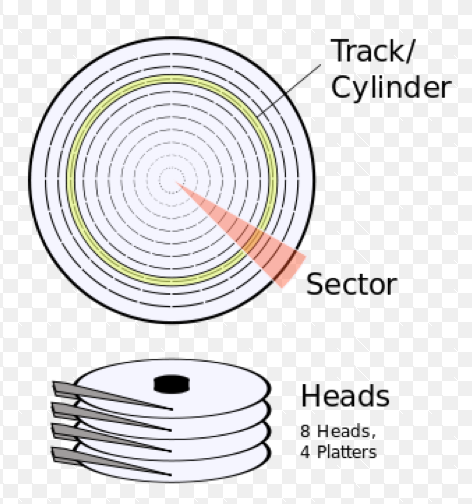 Track/
Cylinder
Sector
Heads
8 Heads,
4 Platters